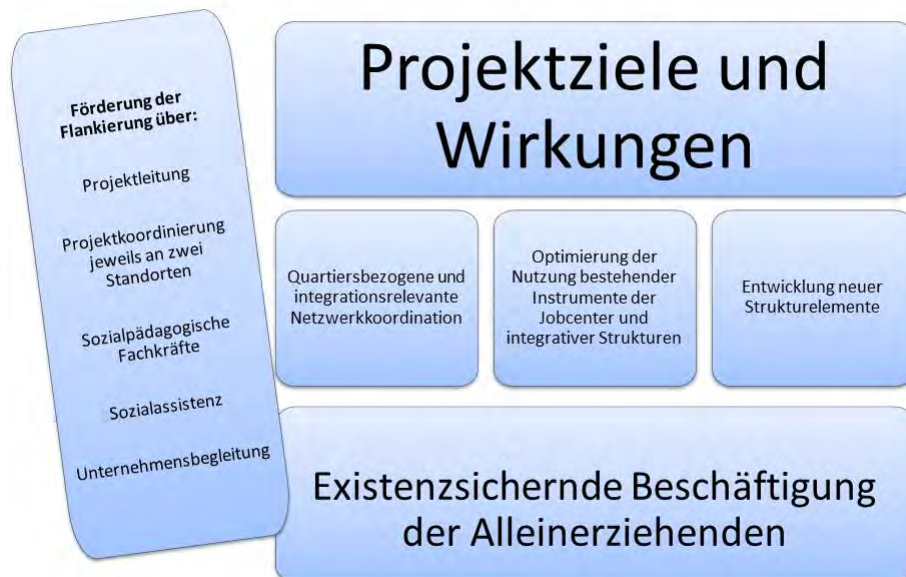 Förderung der
Flankierung über:
Projektleitung
Projektkoordinierung
jeweils an zwei
Standorten
Sozialpädagogische
Fachkräfte
Sozialassistenz
Unternehmensbegleitung
Projektziele und
Wirkungen
Quartiersbezogene und
integrationsrelevante
Netzwerkkoordination
Optimierung der
Nutzung bestehender
Instrumente der
Jobcenter und
integrativer Strukturen
Entwicklung neuer
Strukturelemente
Existenzsichernde Beschäftigung
der Alleinerziehenden